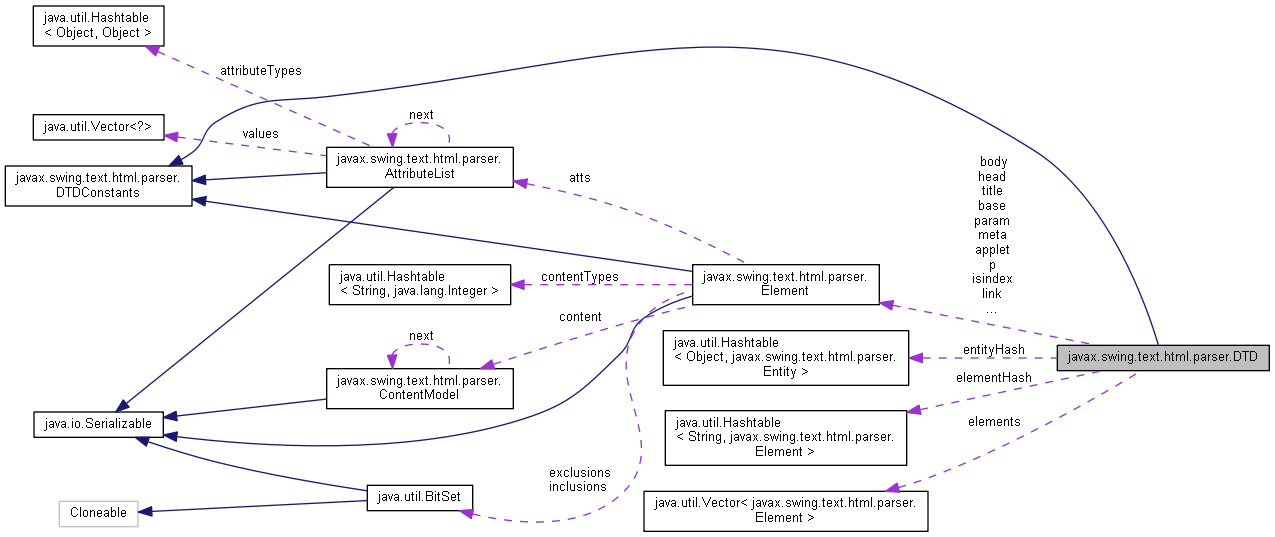 java.util.Hashtable
< Object, Object >
attributeTypes
java.util.Vector<?>
values
next
javax.swing.text.html.parser.
AttributeList
javax.swing.text.html.parser.
DTDConstants
atts
body
head
title
base
param
meta
applet
p
isindex
link
...
java.util.Hashtable
< String, java.lang.Integer >
contentTypes
javax.swing.text.html.parser.
Element
content
next
javax.swing.text.html.parser.
ContentModel
java.util.Hashtable
< Object, javax.swing.text.html.parser.
Entity >
entityHash
javax.swing.text.html.parser.DTD
elementHash
java.io.Serializable
java.util.Hashtable
< String, javax.swing.text.html.parser.
Element >
elements
exclusions
inclusions
java.util.BitSet
Cloneable
java.util.Vector< javax.swing.text.html.parser.
Element >